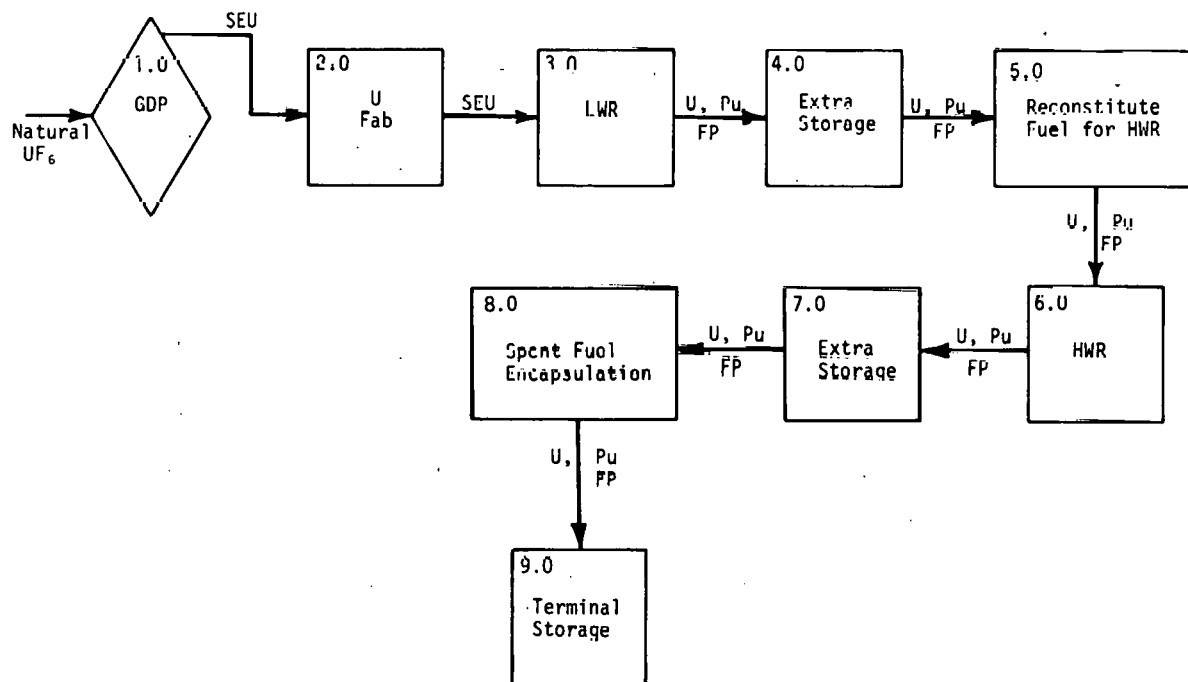 SEU
1.0
GDP
Natural
UF₆
2.0
U
Fab
SEU
3.0
LWR
U, Pu
FP
4.0
Extra
Storage
U, Pu
FP
5.0
Reconstitute
Fuel for HWR
U, Pu
FP
6.0
HWR
U, Pu
FP
7.0
Extra
Storage
U, Pu
FP
8.0
Spent Fuel
Encapsulation
U, Pu
FP
9.0
Terminal
Storage